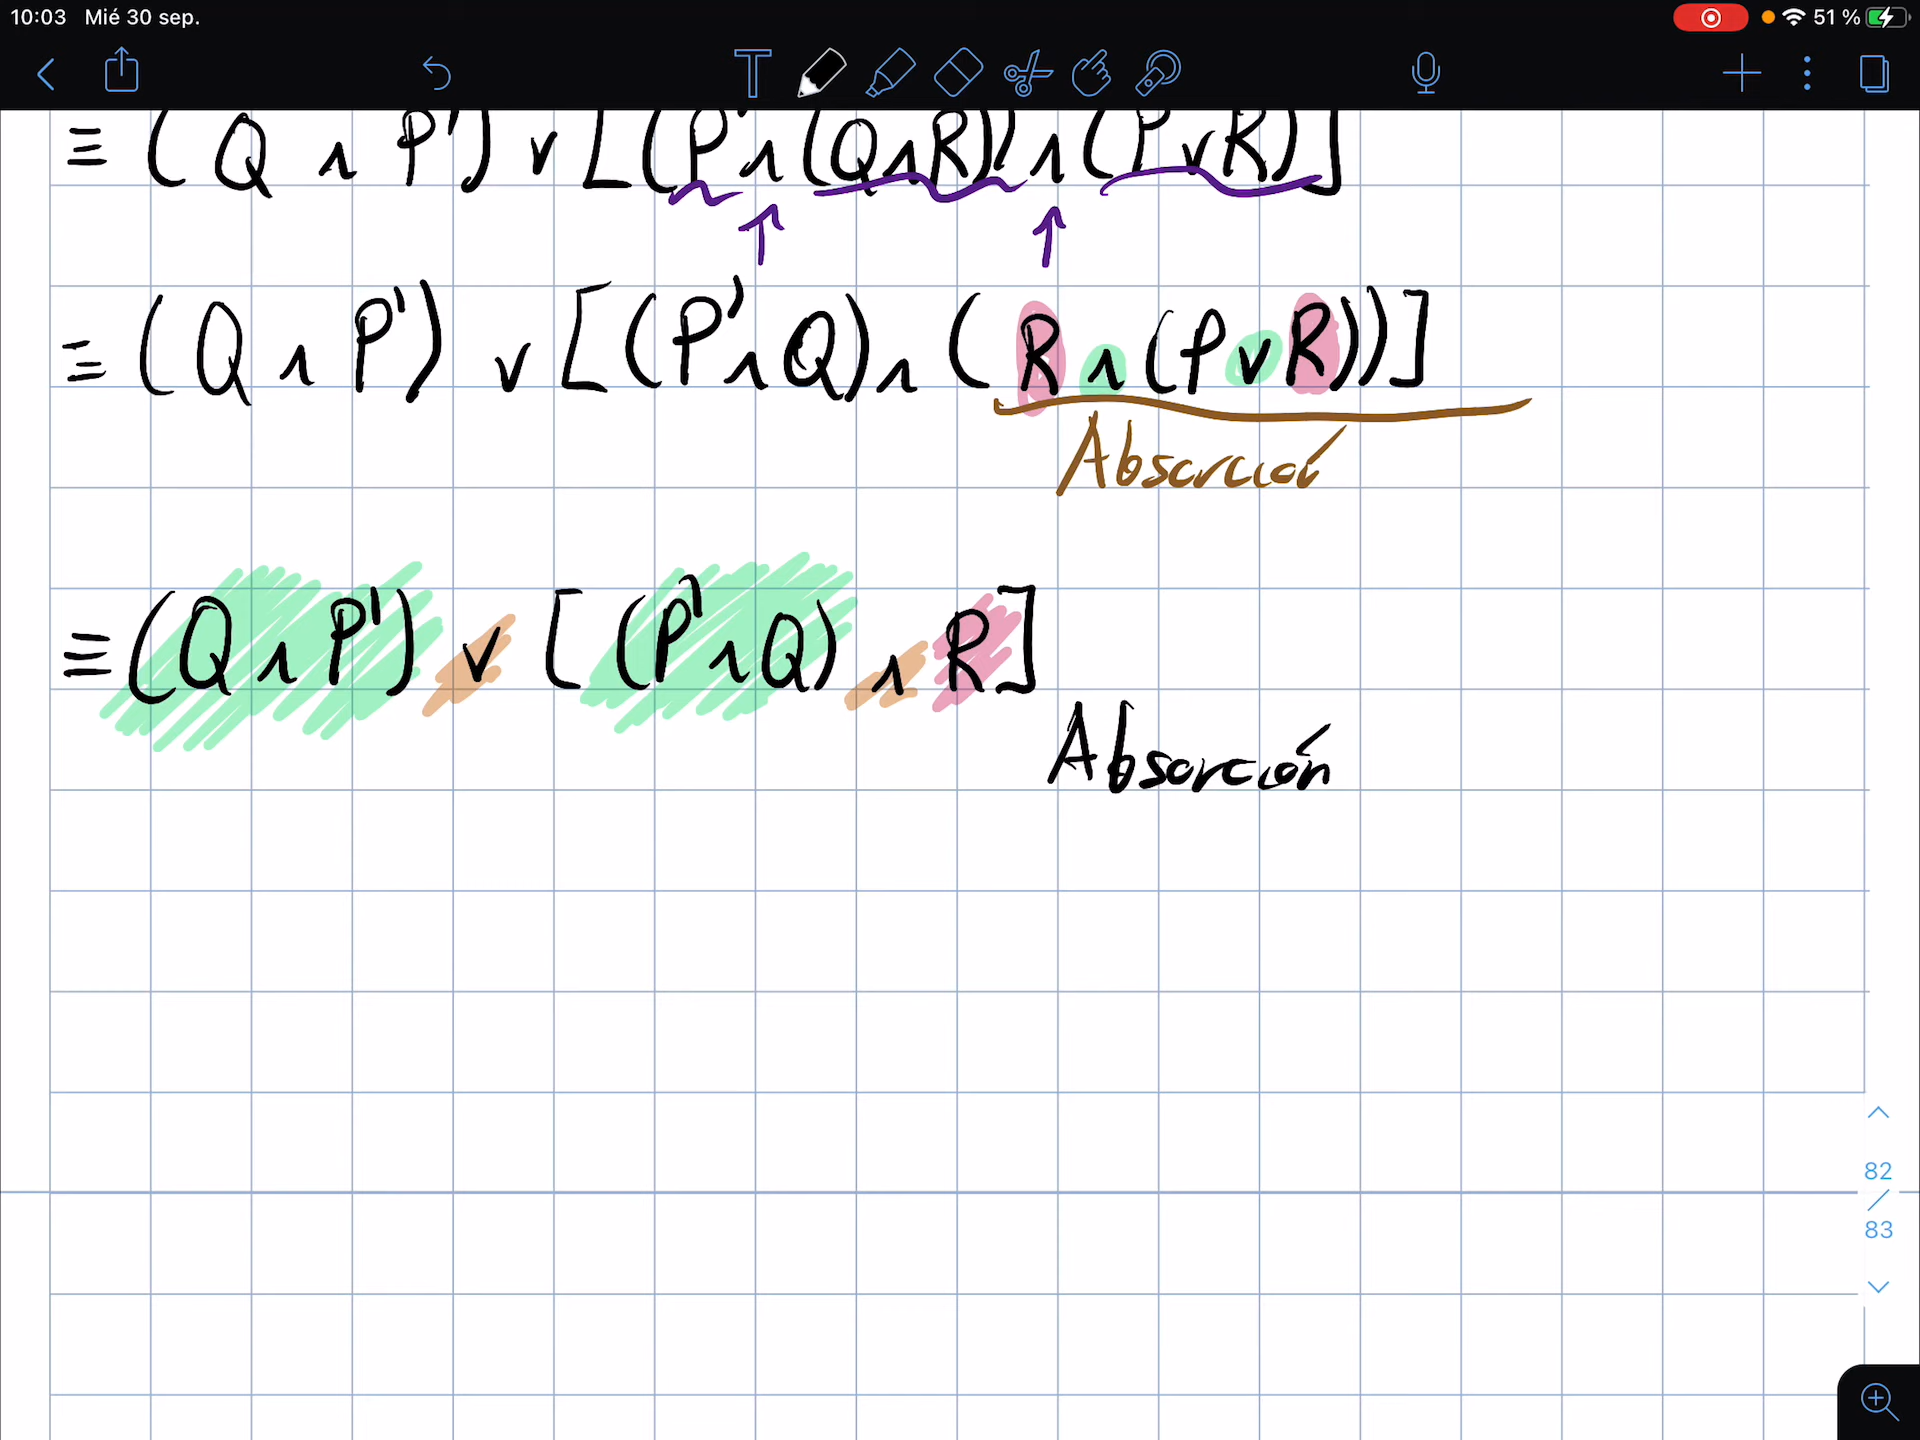 10:03 Mié 30 sep. 51 %
T
≡ (Q ∧ P') ∨ [(P' ∧ (Q ∧ R)) ∧ (P ∨ R)]
≡ (Q ∧ P') ∨ [(P' ∧ Q) ∧ (R ∧ (P ∨ R))]
Absorción
≡ (Q ∧ P') ∨ [(P' ∧ Q) ∧ R]
Absorción
82
/
83